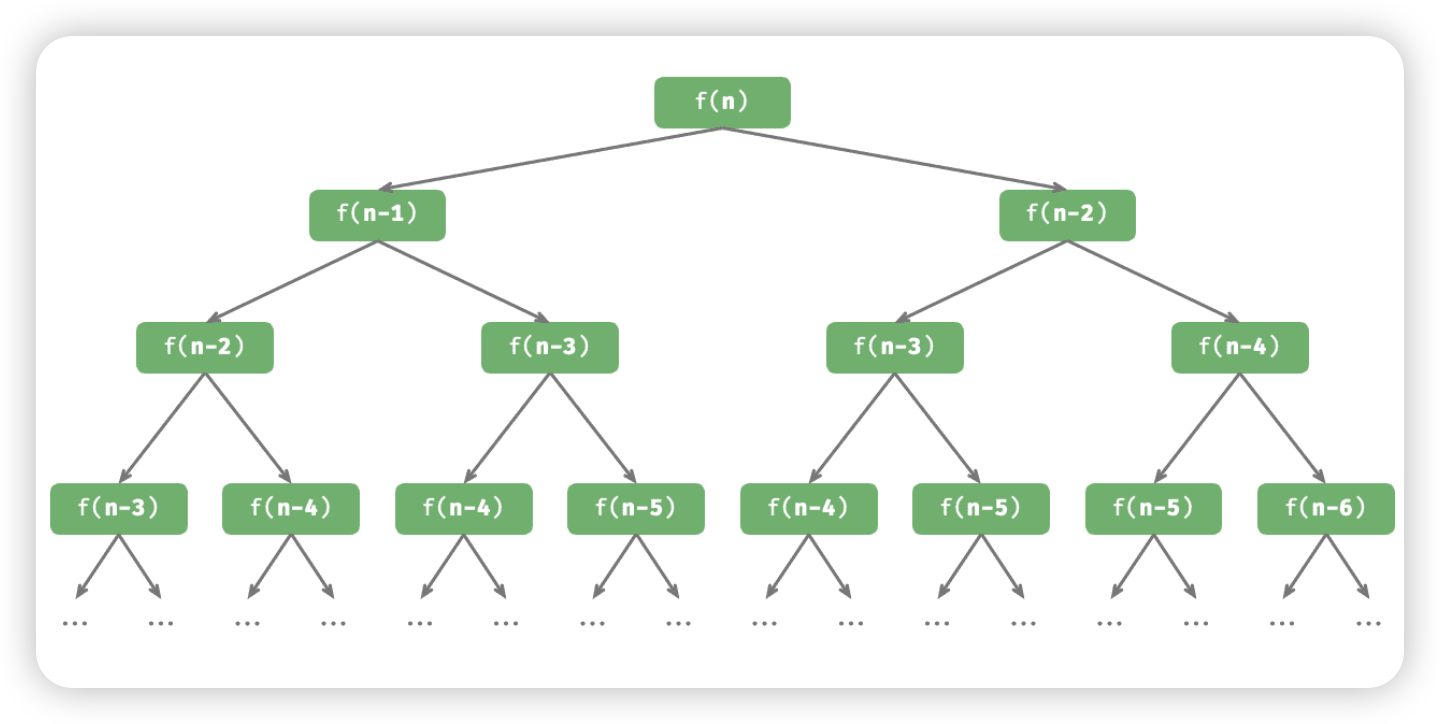 f(n)
f(n-1) f(n-2)
f(n-2) f(n-3) f(n-3) f(n-4)
f(n-3) f(n-4) f(n-4) f(n-5) f(n-4) f(n-5) f(n-5) f(n-6)
... ... ... ... ... ... ... ... ... ... ... ... ... ... ... ...